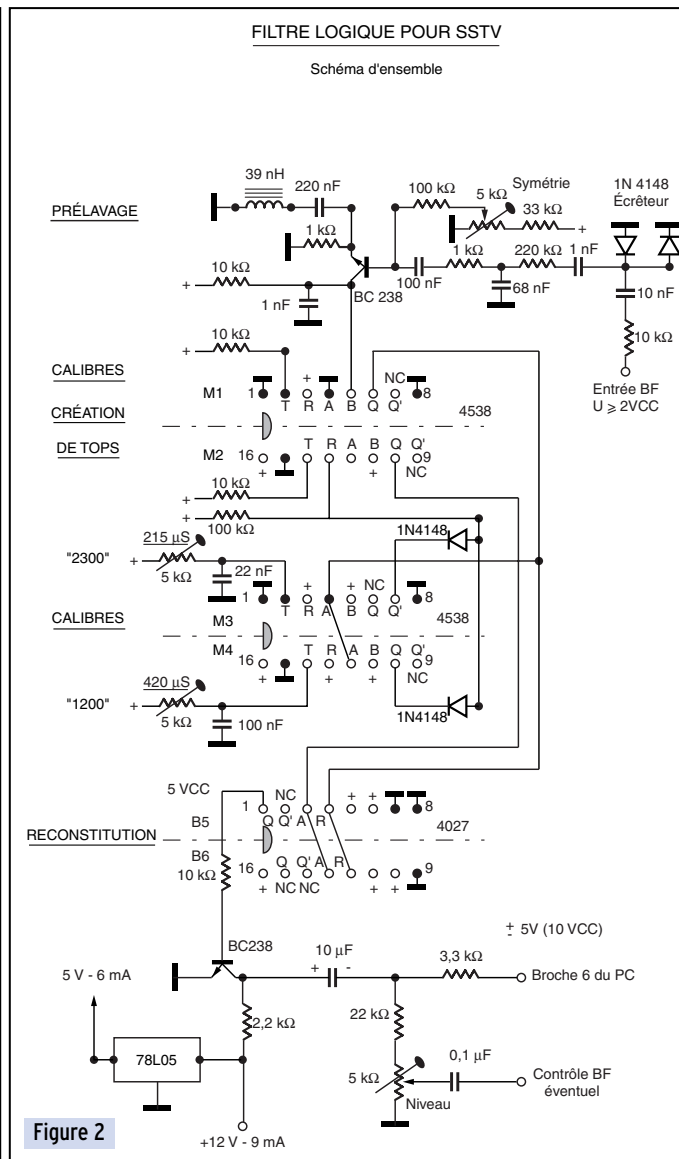 FILTRE LOGIQUE POUR SSTV
Schéma d'ensemble
39 nH
220 nF
100 kΩ
5 kΩ
Symétrie
33 kΩ
+
1N 4148
Écrêteur
PRÉLAVAGE
1 kΩ
1 kΩ
220 kΩ
1 nF
10 kΩ
+
1 nF
BC 238
100 nF
68 nF
10 nF
10 kΩ
+
10 kΩ
Entrée BF
U ⩾ 2VCC
CALIBRES
M1
1
+
NC
8
T R A B Q Q'
4538
CRÉATION
DE TOPS
M2
16
T R A B Q Q'
9
+
+
NC
10 kΩ
+
+
100 kΩ
1N4148
215 µS
"2300"
+
5 kΩ
22 nF
1
+
+
NC
8
T R A B Q Q'
4538
CALIBRES
M3
M4
16
T R A B Q Q'
9
+
+
+
NC
420 µS
"1200"
+
5 kΩ
100 nF
1N4148
5 VCC
1
NC
+ +
8
B5
Q Q' A R
4027
RECONSTITUTION
B6
16
Q Q' A R
9
10 kΩ
+ NC NC
+ +
+
- 5V (10 VCC)
BC238
10 µF
+ -
3,3 kΩ
Broche 6 du PC
5 V - 6 mA
2,2 kΩ
22 kΩ
78L05
5 kΩ
0,1 µF
Contrôle BF
éventuel
Niveau
+12 V - 9 mA
Figure 2